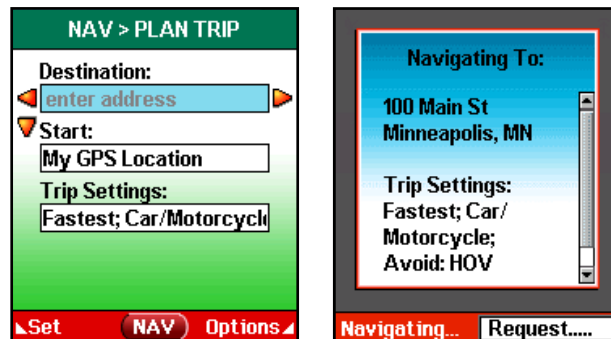 NAV > PLAN TRIP
Destination:
enter address
Start:
My GPS Location
Trip Settings:
Fastest; Car/Motorcycl
Set
NAV
Options
Navigating To:
100 Main St
Minneapolis, MN
Trip Settings:
Fastest; Car/
Motorcycle;
Avoid: HOV
Navigating...
Request.....